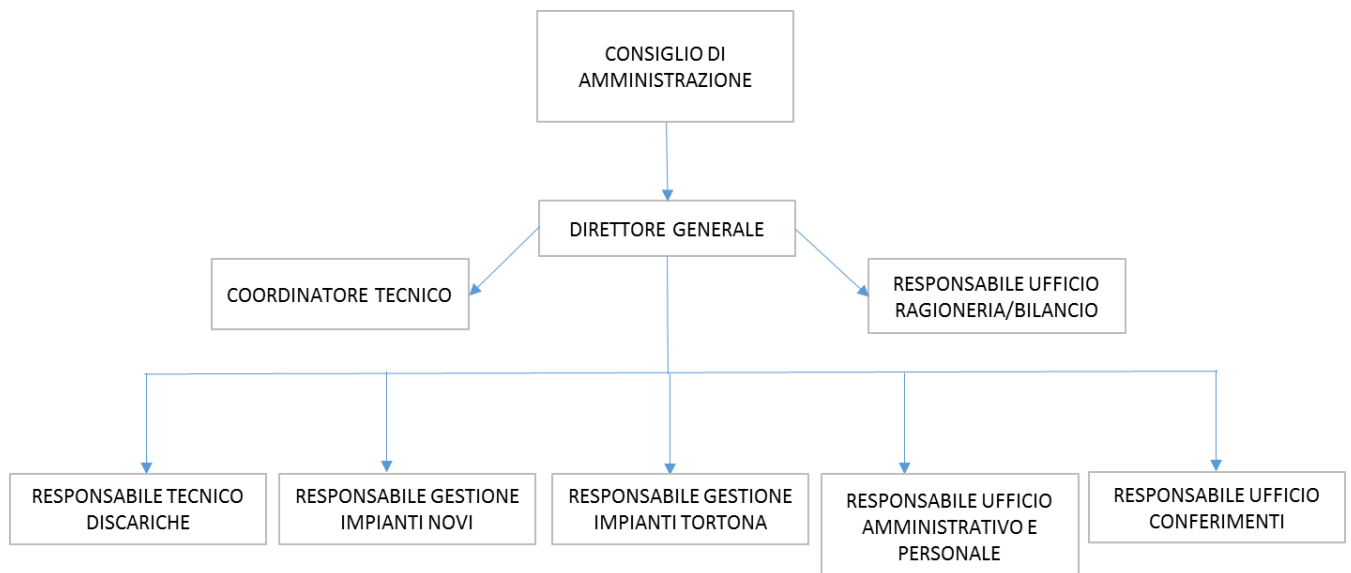 CONSIGLIO DI
AMMINISTRAZIONE
DIRETTORE GENERALE
COORDINATORE TECNICO
RESPONSABILE UFFICIO
RAGIONERIA/BILANCIO
RESPONSABILE TECNICO
DISCARICHE
RESPONSABILE GESTIONE
IMPIANTI NOVI
RESPONSABILE GESTIONE
IMPIANTI TORTONA
RESPONSABILE UFFICIO
AMMINISTRATIVO E
PERSONALE
RESPONSABILE UFFICIO
CONFERIMENTI